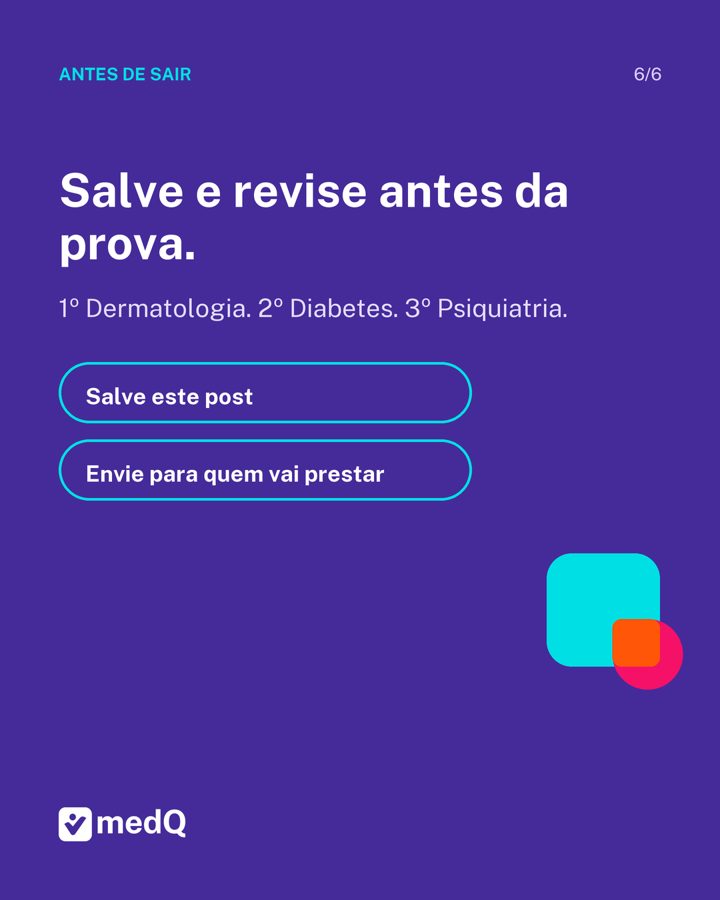 ANTES DE SAIR
6/6
Salve e revise antes da
prova.
1º Dermatologia. 2º Diabetes. 3º Psiquiatria.
Salve este post
Envie para quem vai prestar
medQ